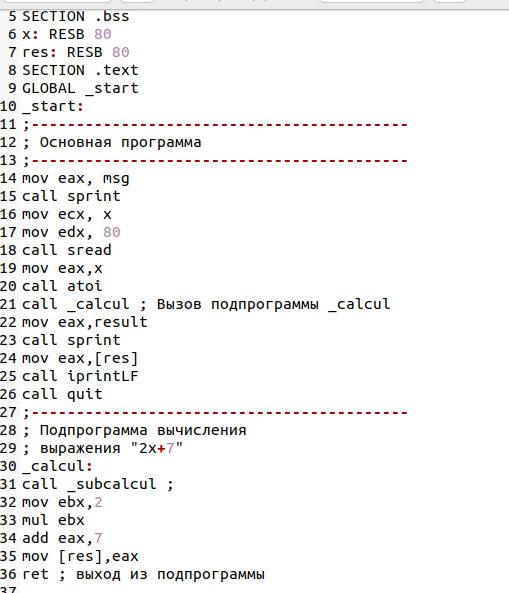 5 SECTION .bss
6 x: RESB 80
7 res: RESB 80
8 SECTION .text
9 GLOBAL _start
10 _start:
11 ;------------------------------------------
12 ; Основная программа
13 ;------------------------------------------
14 mov eax, msg
15 call sprint
16 mov ecx, x
17 mov edx, 80
18 call sread
19 mov eax,x
20 call atoi
21 call _calcul ; Вызов подпрограммы _calcul
22 mov eax,result
23 call sprint
24 mov eax,[res]
25 call iprintLF
26 call quit
27 ;------------------------------------------
28 ; Подпрограмма вычисления
29 ; выражения "2x+7"
30 _calcul:
31 call _subcalcul ;
32 mov ebx,2
33 mul ebx
34 add eax,7
35 mov [res],eax
36 ret ; выход из подпрограммы
37